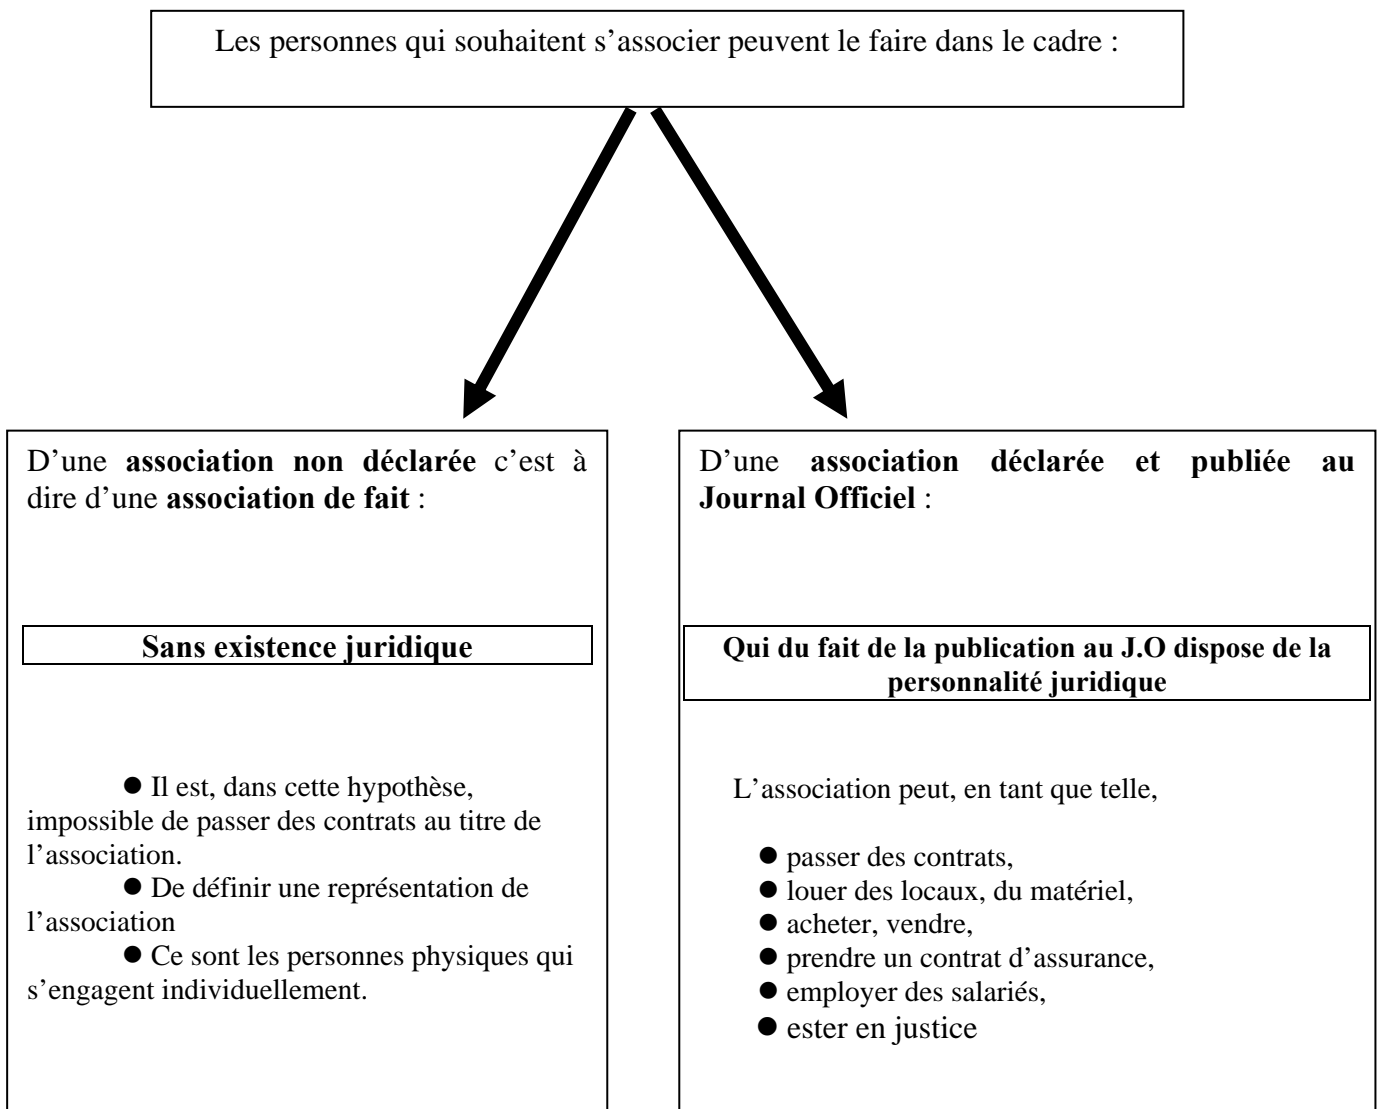 Les personnes qui souhaitent s’associer peuvent le faire dans le cadre :
D’une association non déclarée c’est à
dire d’une association de fait :
Sans existence juridique
● Il est, dans cette hypothèse,
impossible de passer des contrats au titre de
l’association.
● De définir une représentation de
l’association
● Ce sont les personnes physiques qui
s’engagent individuellement.
D’une association déclarée et publiée au
Journal Officiel :
Qui du fait de la publication au J.O dispose de la
personnalité juridique
L’association peut, en tant que telle,
● passer des contrats,
● louer des locaux, du matériel,
● acheter, vendre,
● prendre un contrat d’assurance,
● employer des salariés,
● ester en justice